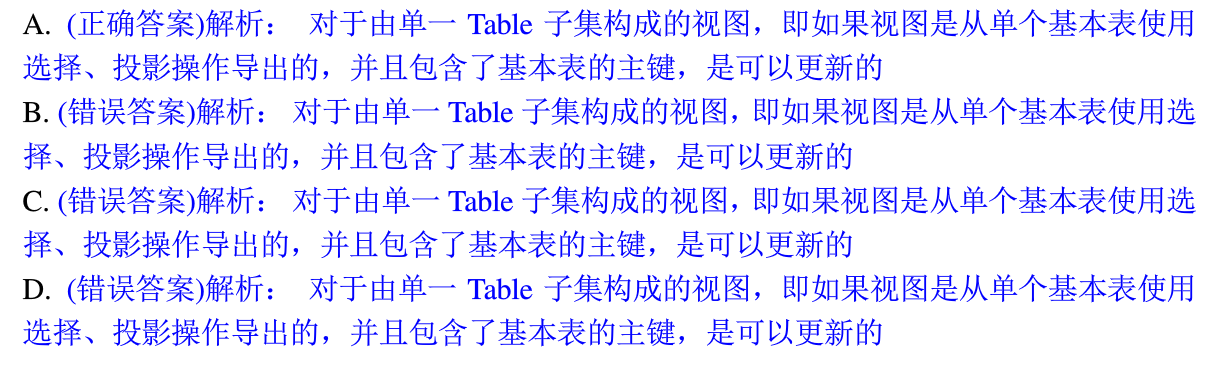 A. (正确答案)解析： 对于由单一 Table 子集构成的视图，即如果视图是从单个基本表使用
选择、投影操作导出的，并且包含了基本表的主键，是可以更新的
B. (错误答案)解析： 对于由单一 Table 子集构成的视图，即如果视图是从单个基本表使用选
择、投影操作导出的，并且包含了基本表的主键，是可以更新的
C. (错误答案)解析： 对于由单一 Table 子集构成的视图，即如果视图是从单个基本表使用选
择、投影操作导出的，并且包含了基本表的主键，是可以更新的
D. (错误答案)解析： 对于由单一 Table 子集构成的视图，即如果视图是从单个基本表使用
选择、投影操作导出的，并且包含了基本表的主键，是可以更新的